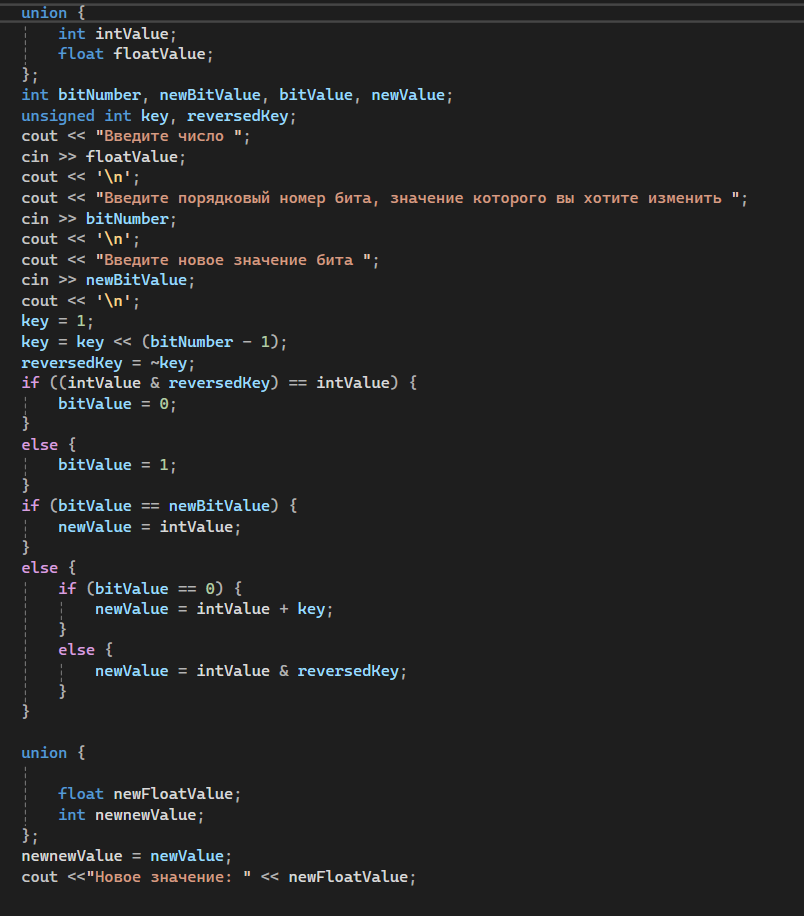 union {
int intValue;
float floatValue;
};
int bitNumber, newBitValue, bitValue, newValue;
unsigned int key, reversedKey;
cout << "Введите число ";
cin >> floatValue;
cout << '\n';
cout << "Введите порядковый номер бита, значение которого вы хотите изменить ";
cin >> bitNumber;
cout << '\n';
cout << "Введите новое значение бита ";
cin >> newBitValue;
cout << '\n';
key = 1;
key = key << (bitNumber - 1);
reversedKey = ~key;
if ((intValue & reversedKey) == intValue) {
bitValue = 0;
}
else {
bitValue = 1;
}
if (bitValue == newBitValue) {
newValue = intValue;
}
else {
if (bitValue == 0) {
newValue = intValue + key;
}
else {
newValue = intValue & reversedKey;
}
}
union {
float newFloatValue;
int newnewValue;
};
newnewValue = newValue;
cout <<"Новое значение: " << newFloatValue;